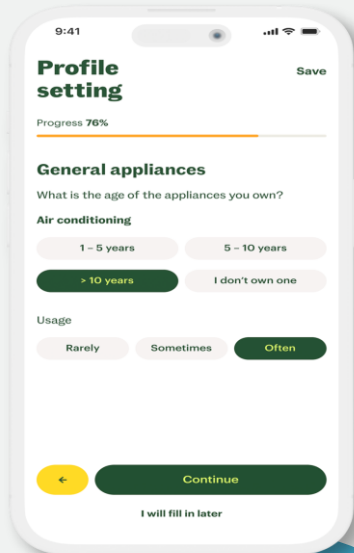 9:41
Profile
setting
Save
Progress 76%
General appliances
What is the age of the appliances you own?
Air conditioning
1 – 5 years
5 – 10 years
> 10 years
I don't own one
Usage
Rarely
Sometimes
Often
Continue
I will fill in later